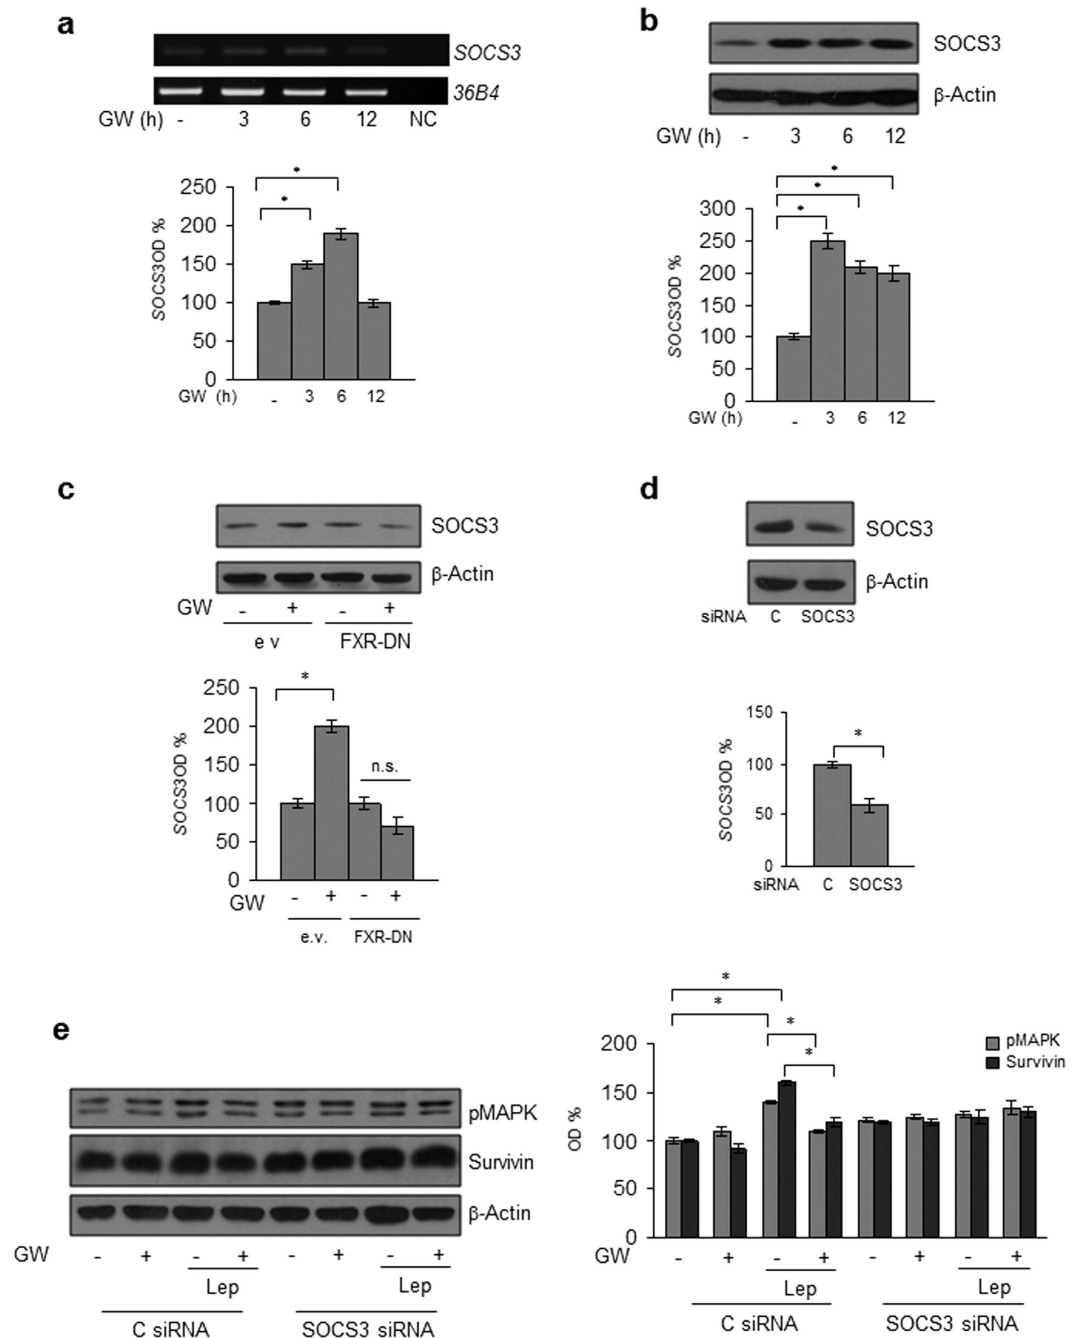 a
SOCS3
36B4
GW (h) - 3 6 12 NC
*
*
250
200
150
100
50
0
SOCS3OD %
GW (h) - 3 6 12
b
SOCS3
β-Actin
GW (h) - 3 6 12
*
*
*
300
250
200
150
100
50
0
SOCS3OD %
GW (h) - 3 6 12
c
SOCS3
β-Actin
GW - + - +
e v FXR-DN
*
n.s.
250
200
150
100
50
0
SOCS3OD %
GW - + - +
e.v. FXR-DN
d
SOCS3
β-Actin
siRNA C SOCS3
*
150
100
50
0
SOCS3OD %
siRNA C SOCS3
e
pMAPK
Survivin
β-Actin
GW - + - + - + - +
Lep Lep
C siRNA SOCS3 siRNA
*
*
*
*
pMAPK
Survivin
200
150
100
50
0
OD %
GW - + - + - + - +
Lep Lep
C siRNA SOCS3 siRNA